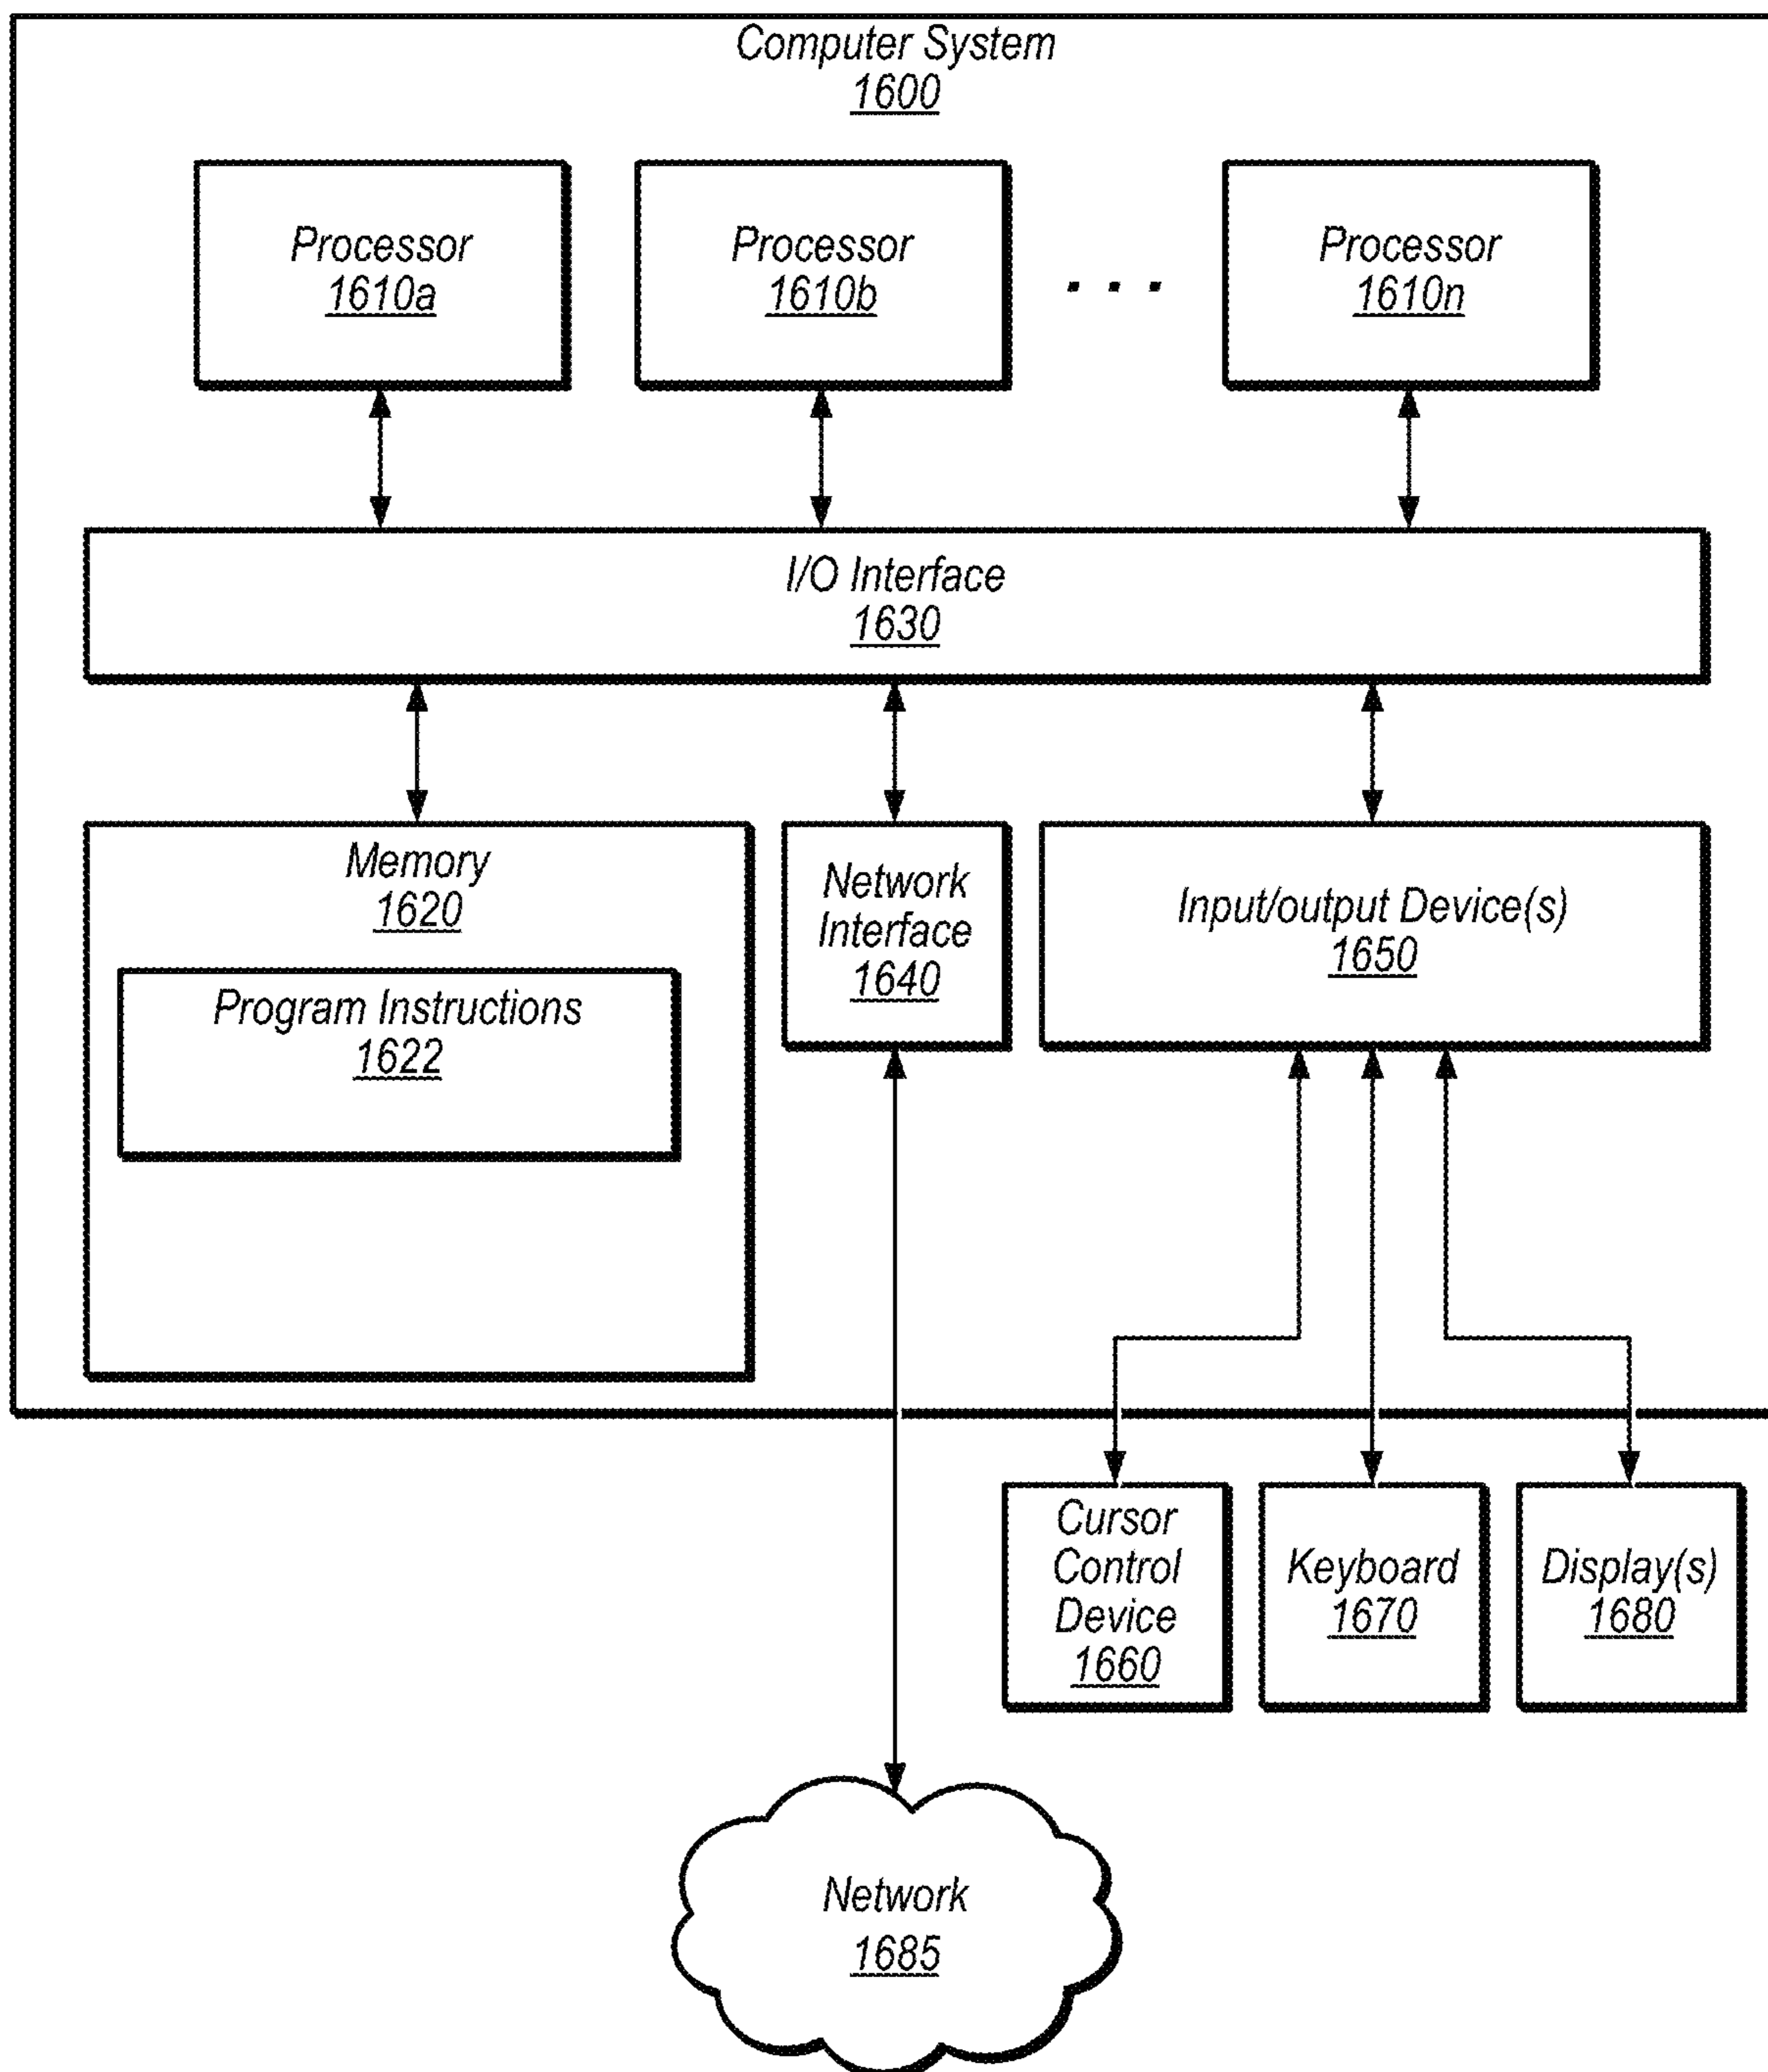 Computer System
1600
Processor
1610a
Processor
1610b
. . .
Processor
1610n
I/O Interface
1630
Memory
1620
Program Instructions
1622
Network
Interface
1640
Input/output Device(s)
1650
Cursor
Control
Device
1660
Keyboard
1670
Display(s)
1680
Network
1685